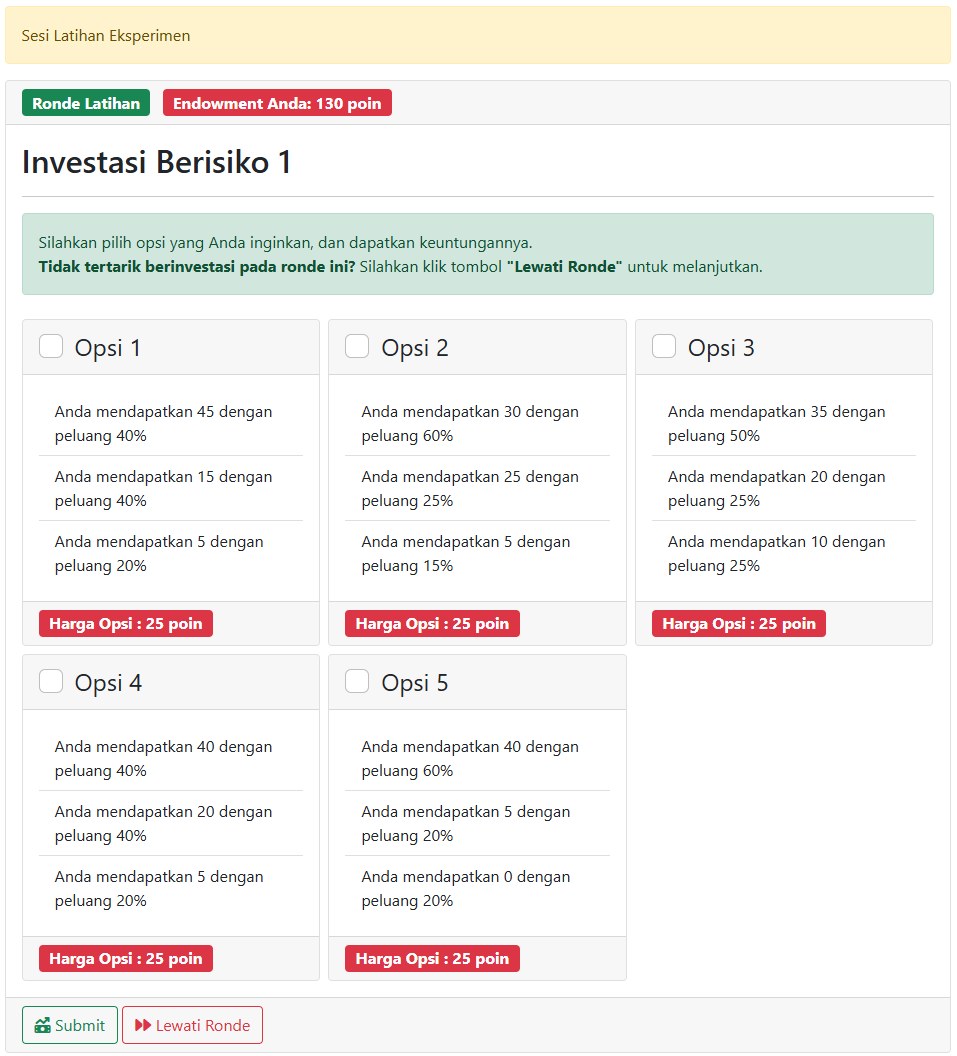 Sesi Latihan Eksperimen
Ronde Latihan
Endowment Anda: 130 poin
Investasi Berisiko 1
Silahkan pilih opsi yang Anda inginkan, dan dapatkan keuntungannya.
Tidak tertarik berinvestasi pada ronde ini? Silahkan klik tombol "Lewati Ronde" untuk melanjutkan.
Opsi 1
Anda mendapatkan 45 dengan
peluang 40%
Anda mendapatkan 15 dengan
peluang 40%
Anda mendapatkan 5 dengan
peluang 20%
Harga Opsi : 25 poin
Opsi 2
Anda mendapatkan 30 dengan
peluang 60%
Anda mendapatkan 25 dengan
peluang 25%
Anda mendapatkan 5 dengan
peluang 15%
Harga Opsi : 25 poin
Opsi 3
Anda mendapatkan 35 dengan
peluang 50%
Anda mendapatkan 20 dengan
peluang 25%
Anda mendapatkan 10 dengan
peluang 25%
Harga Opsi : 25 poin
Opsi 4
Anda mendapatkan 40 dengan
peluang 40%
Anda mendapatkan 20 dengan
peluang 40%
Anda mendapatkan 5 dengan
peluang 20%
Harga Opsi : 25 poin
Opsi 5
Anda mendapatkan 40 dengan
peluang 60%
Anda mendapatkan 5 dengan
peluang 20%
Anda mendapatkan 0 dengan
peluang 20%
Harga Opsi : 25 poin
Submit
Lewati Ronde